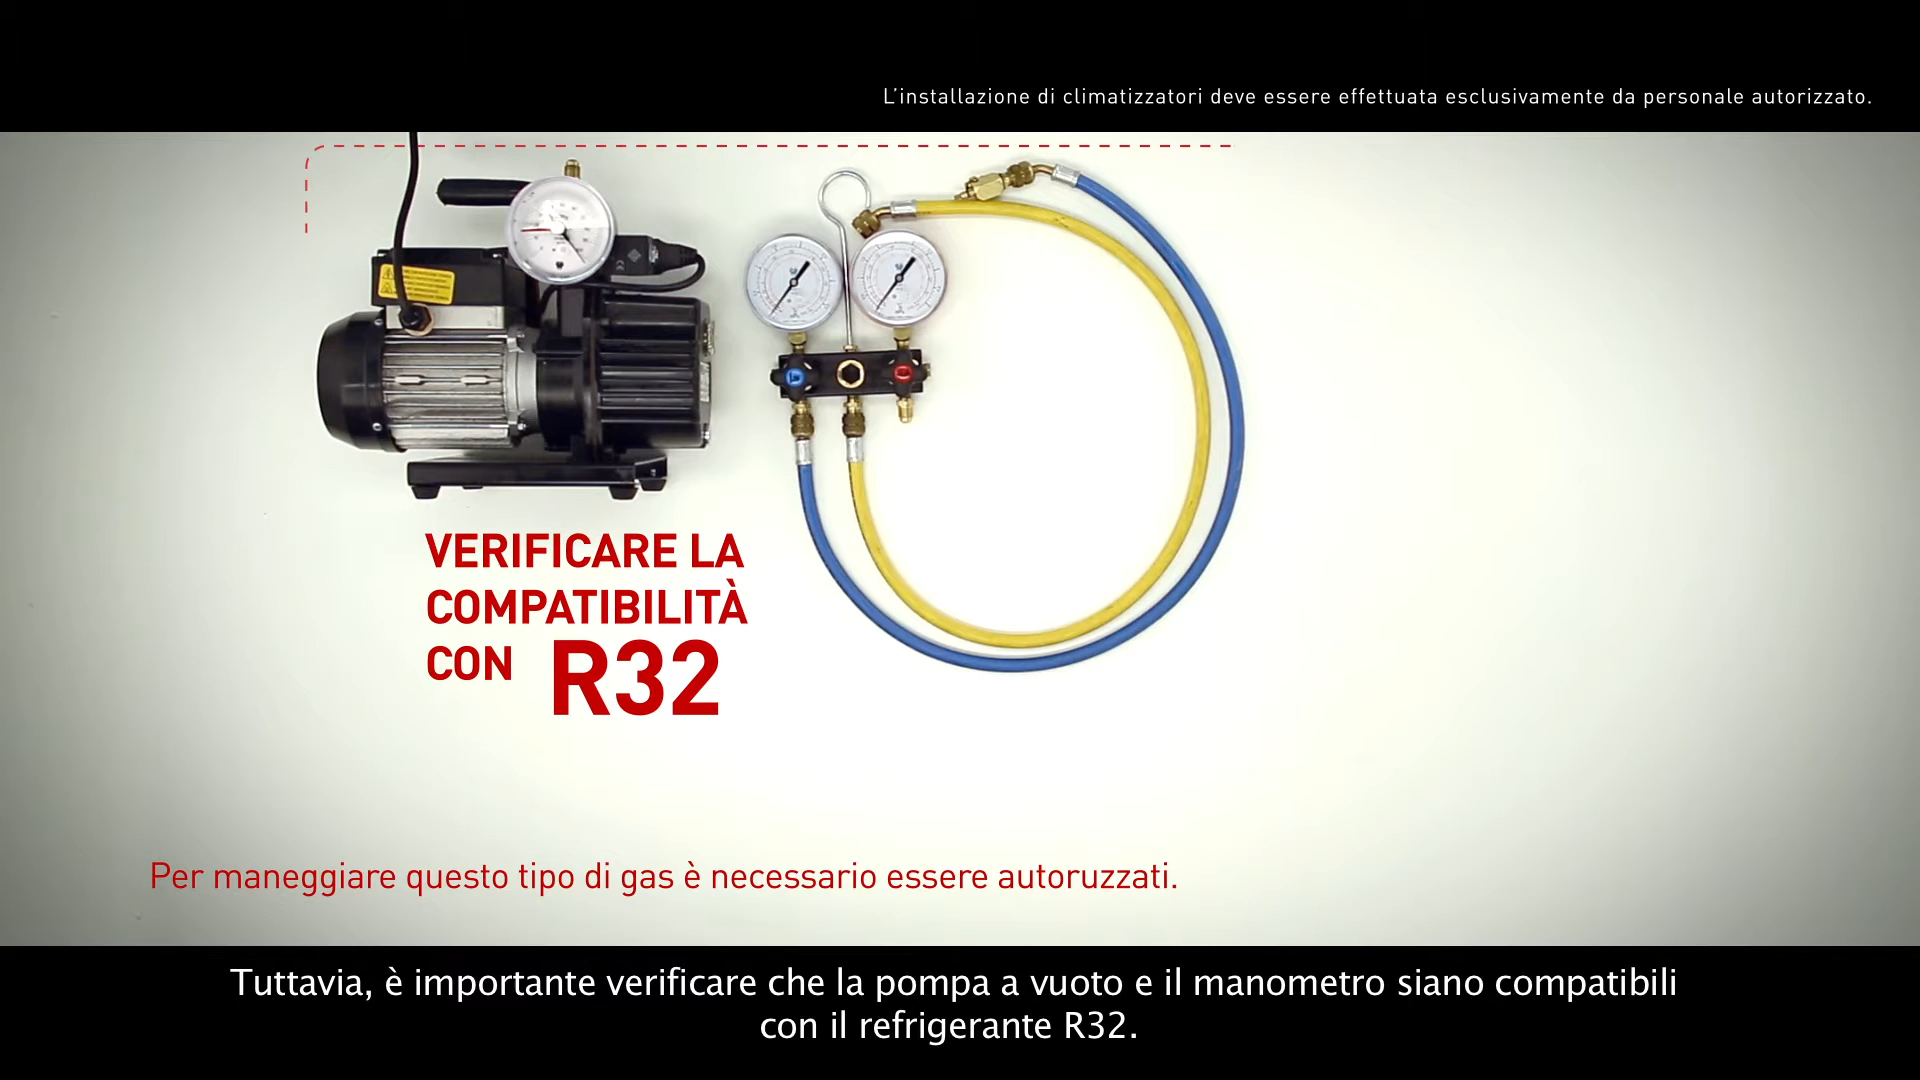 L'installazione di climatizzatori deve essere effettuata esclusivamente da personale autorizzato.
VERIFICARE LA
COMPATIBILITÀ
CON R32
Per maneggiare questo tipo di gas è necessario essere autoruzzati.
Tuttavia, è importante verificare che la pompa a vuoto e il manometro siano compatibili
con il refrigerante R32.